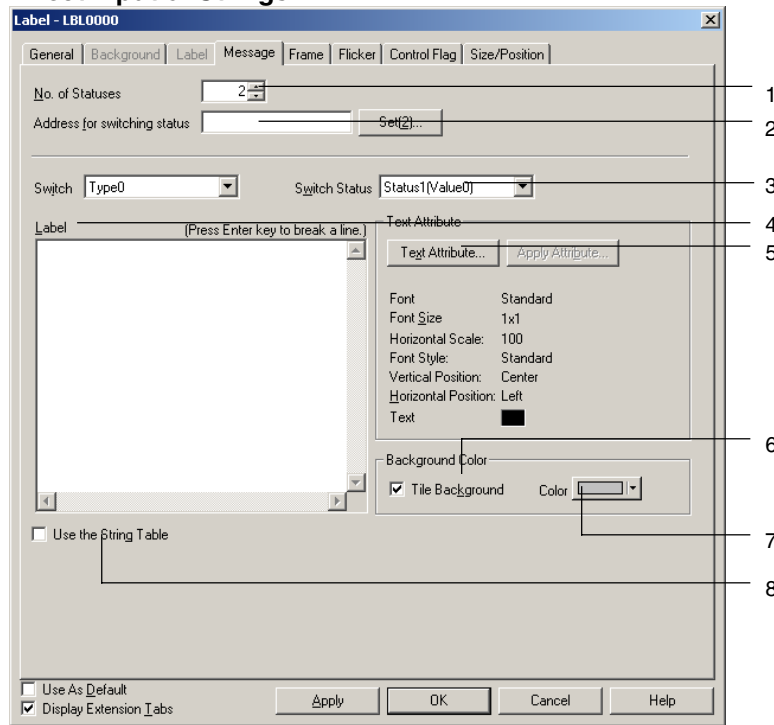 Label - LBL0000
General Background Label Message Frame Flicker Control Flag Size/Position
No. of Statuses 2 1
Address for switching status Set(2)... 2
Switch Type0 Switch Status Status1(Value0) 3
Label (Press Enter key to break a line.) Text Attribute 4
Text Attribute... Apply Attribute... 5
Font Standard
Font Size 1x1
Horizontal Scale: 100
Font Style: Standard
Vertical Position: Center
Horizontal Position: Left
Text
6
Background Color
Tile Background Color
Use the String Table 7
8
Use As Default
Display Extension Tabs Apply OK Cancel Help